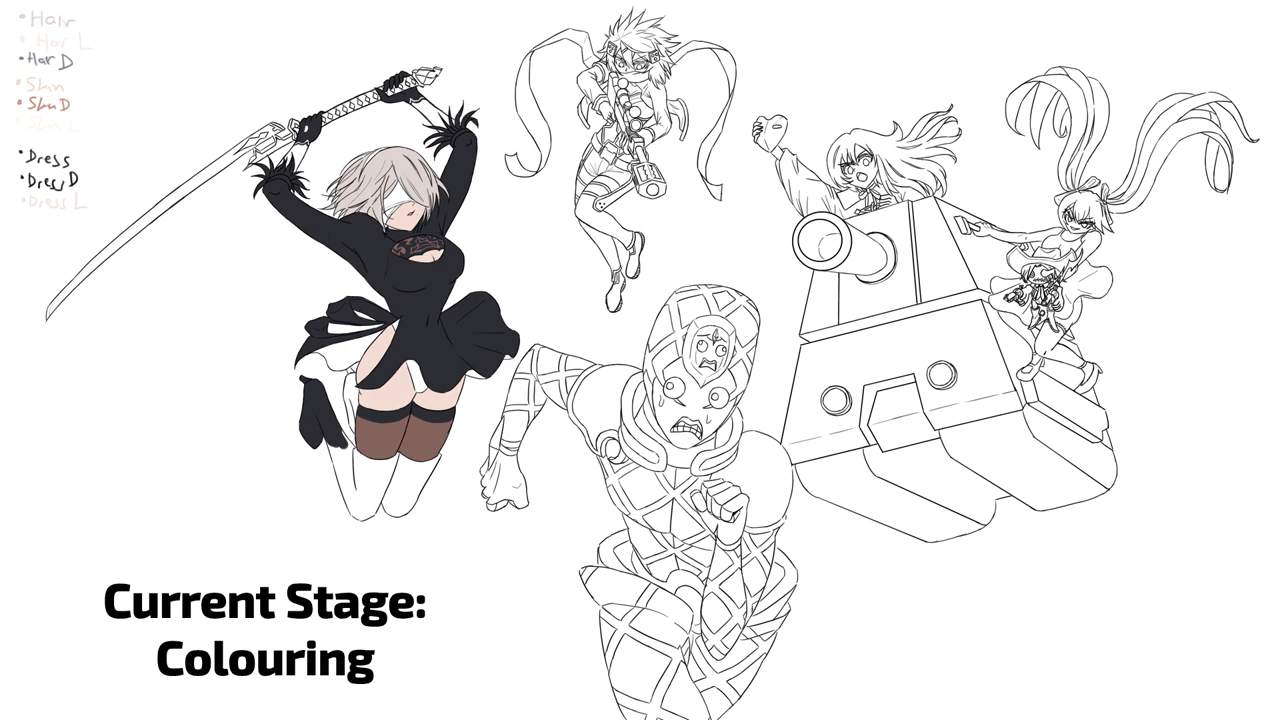 • Hair
• Hair L
• Hair D
• Skin
• Skin D
• Skin L
• Dress
• Dress D
• Dress L
Current Stage:
Colouring